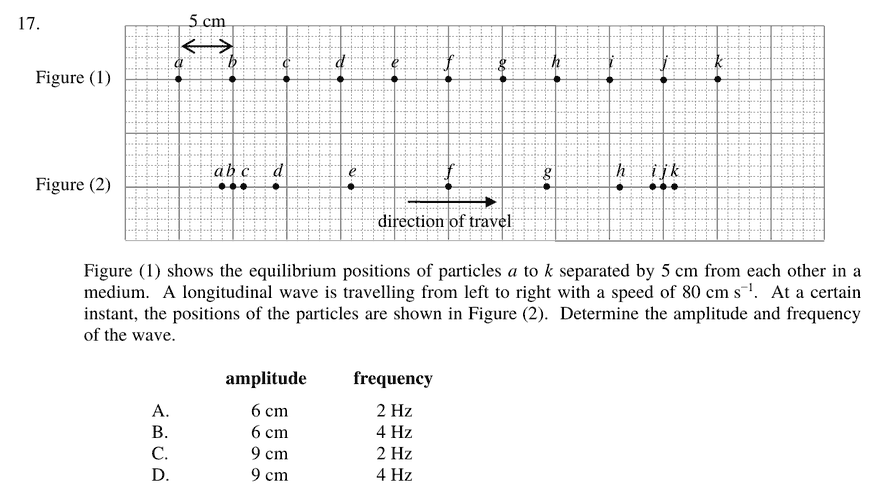 17.
5 cm
a b c d e f g h i j k
Figure (1)
a b c d e f g h i j k
Figure (2)
direction of travel
Figure (1) shows the equilibrium positions of particles a to k separated by 5 cm from each other in a
medium. A longitudinal wave is travelling from left to right with a speed of 80 cm s⁻¹. At a certain
instant, the positions of the particles are shown in Figure (2). Determine the amplitude and frequency
of the wave.
amplitude frequency
A. 6 cm 2 Hz
B. 6 cm 4 Hz
C. 9 cm 2 Hz
D. 9 cm 4 Hz